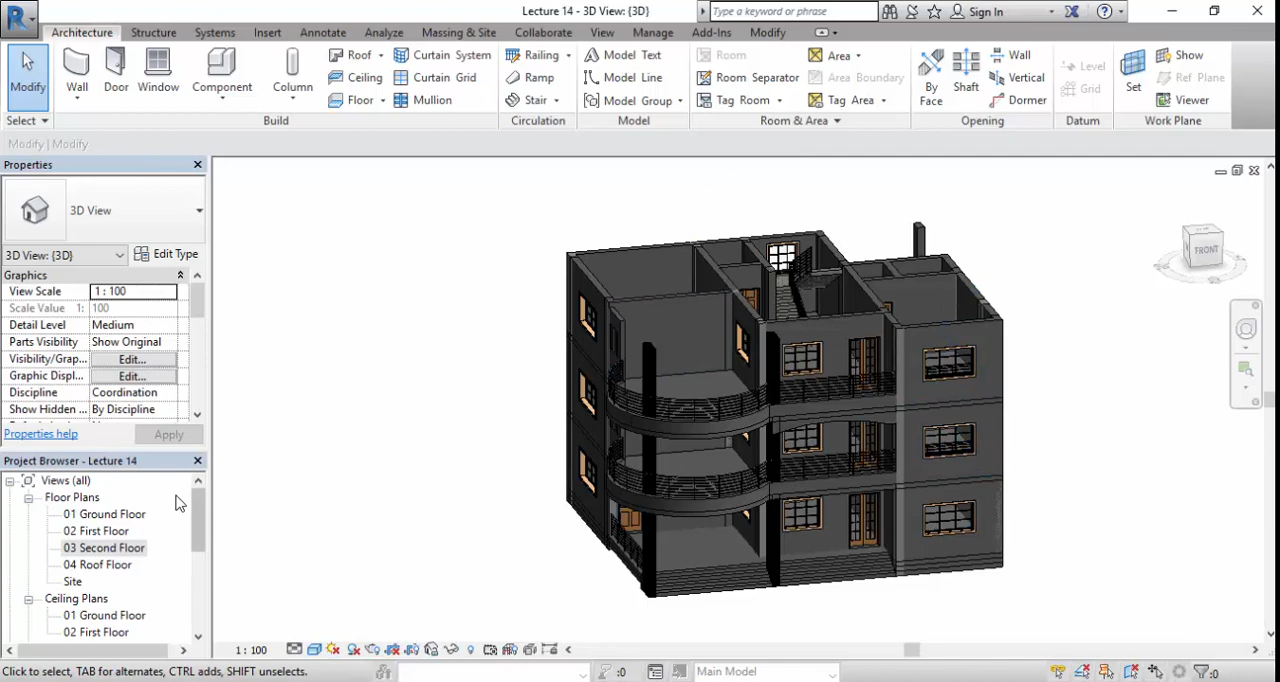 Lecture 14 - 3D View: {3D}
Type a keyword or phrase
Sign In
Architecture Structure Systems Insert Annotate Analyze Massing & Site Collaborate View Manage Add-Ins Modify
Modify Wall Door Window Component Column
Roof Curtain System
Ceiling Curtain Grid
Floor Mullion
Railing
Ramp
Stair
Model Text
Model Line
Model Group
Room
Room Separator
Tag Room
Area
Area Boundary
Tag Area
By Face
Shaft
Wall
Vertical
Dormer
Level
Grid
Set
Show
Ref Plane
Viewer
Select Build Circulation Model Room & Area Opening Datum Work Plane
Modify | Modify
Properties
3D View
3D View: {3D} Edit Type
Graphics
View Scale 1 : 100
Scale Value 1: 100
Detail Level Medium
Parts Visibility Show Original
Visibility/Grap... Edit...
Graphic Displ... Edit...
Discipline Coordination
Show Hidden ... By Discipline
Properties help Apply
Project Browser - Lecture 14
Views (all)
Floor Plans
01 Ground Floor
02 First Floor
03 Second Floor
04 Roof Floor
Site
Ceiling Plans
01 Ground Floor
02 First Floor
FRONT
1 : 100
Click to select, TAB for alternates, CTRL adds, SHIFT unselects.
:0
Main Model
:0